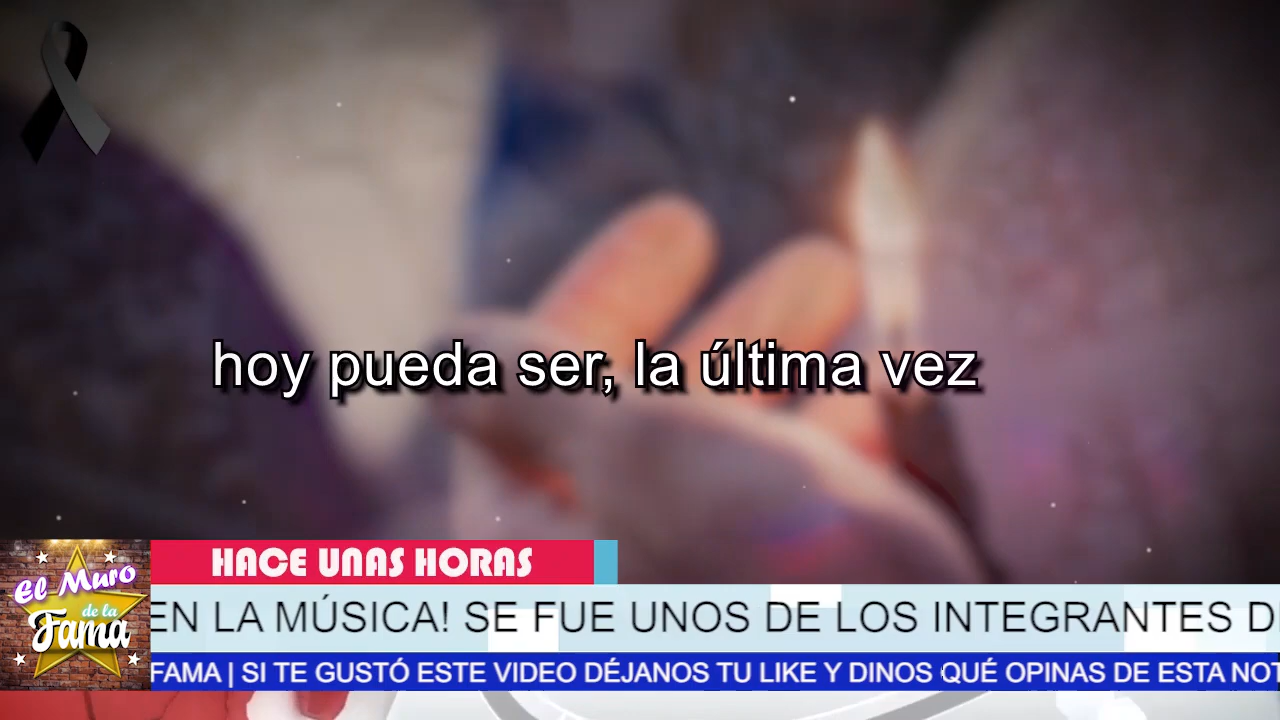 hoy pueda ser, la última vez
HACE UNAS HORAS
EN LA MÚSICA! SE FUE UNOS DE LOS INTEGRANTES D
El Muro
de la
Fama
FAMA | SI TE GUSTÓ ESTE VIDEO DÉJANOS TU LIKE Y DINOS QUÉ OPINAS DE ESTA NOT